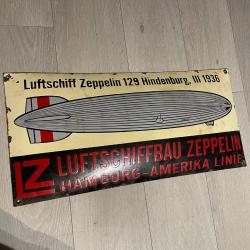 Luftschiff Zeppelin 129 Hindenburg, III 1936
LZ LUFTSCHIFFBAU ZEPPELIN
HAMBURG-AMERIKA LINIE